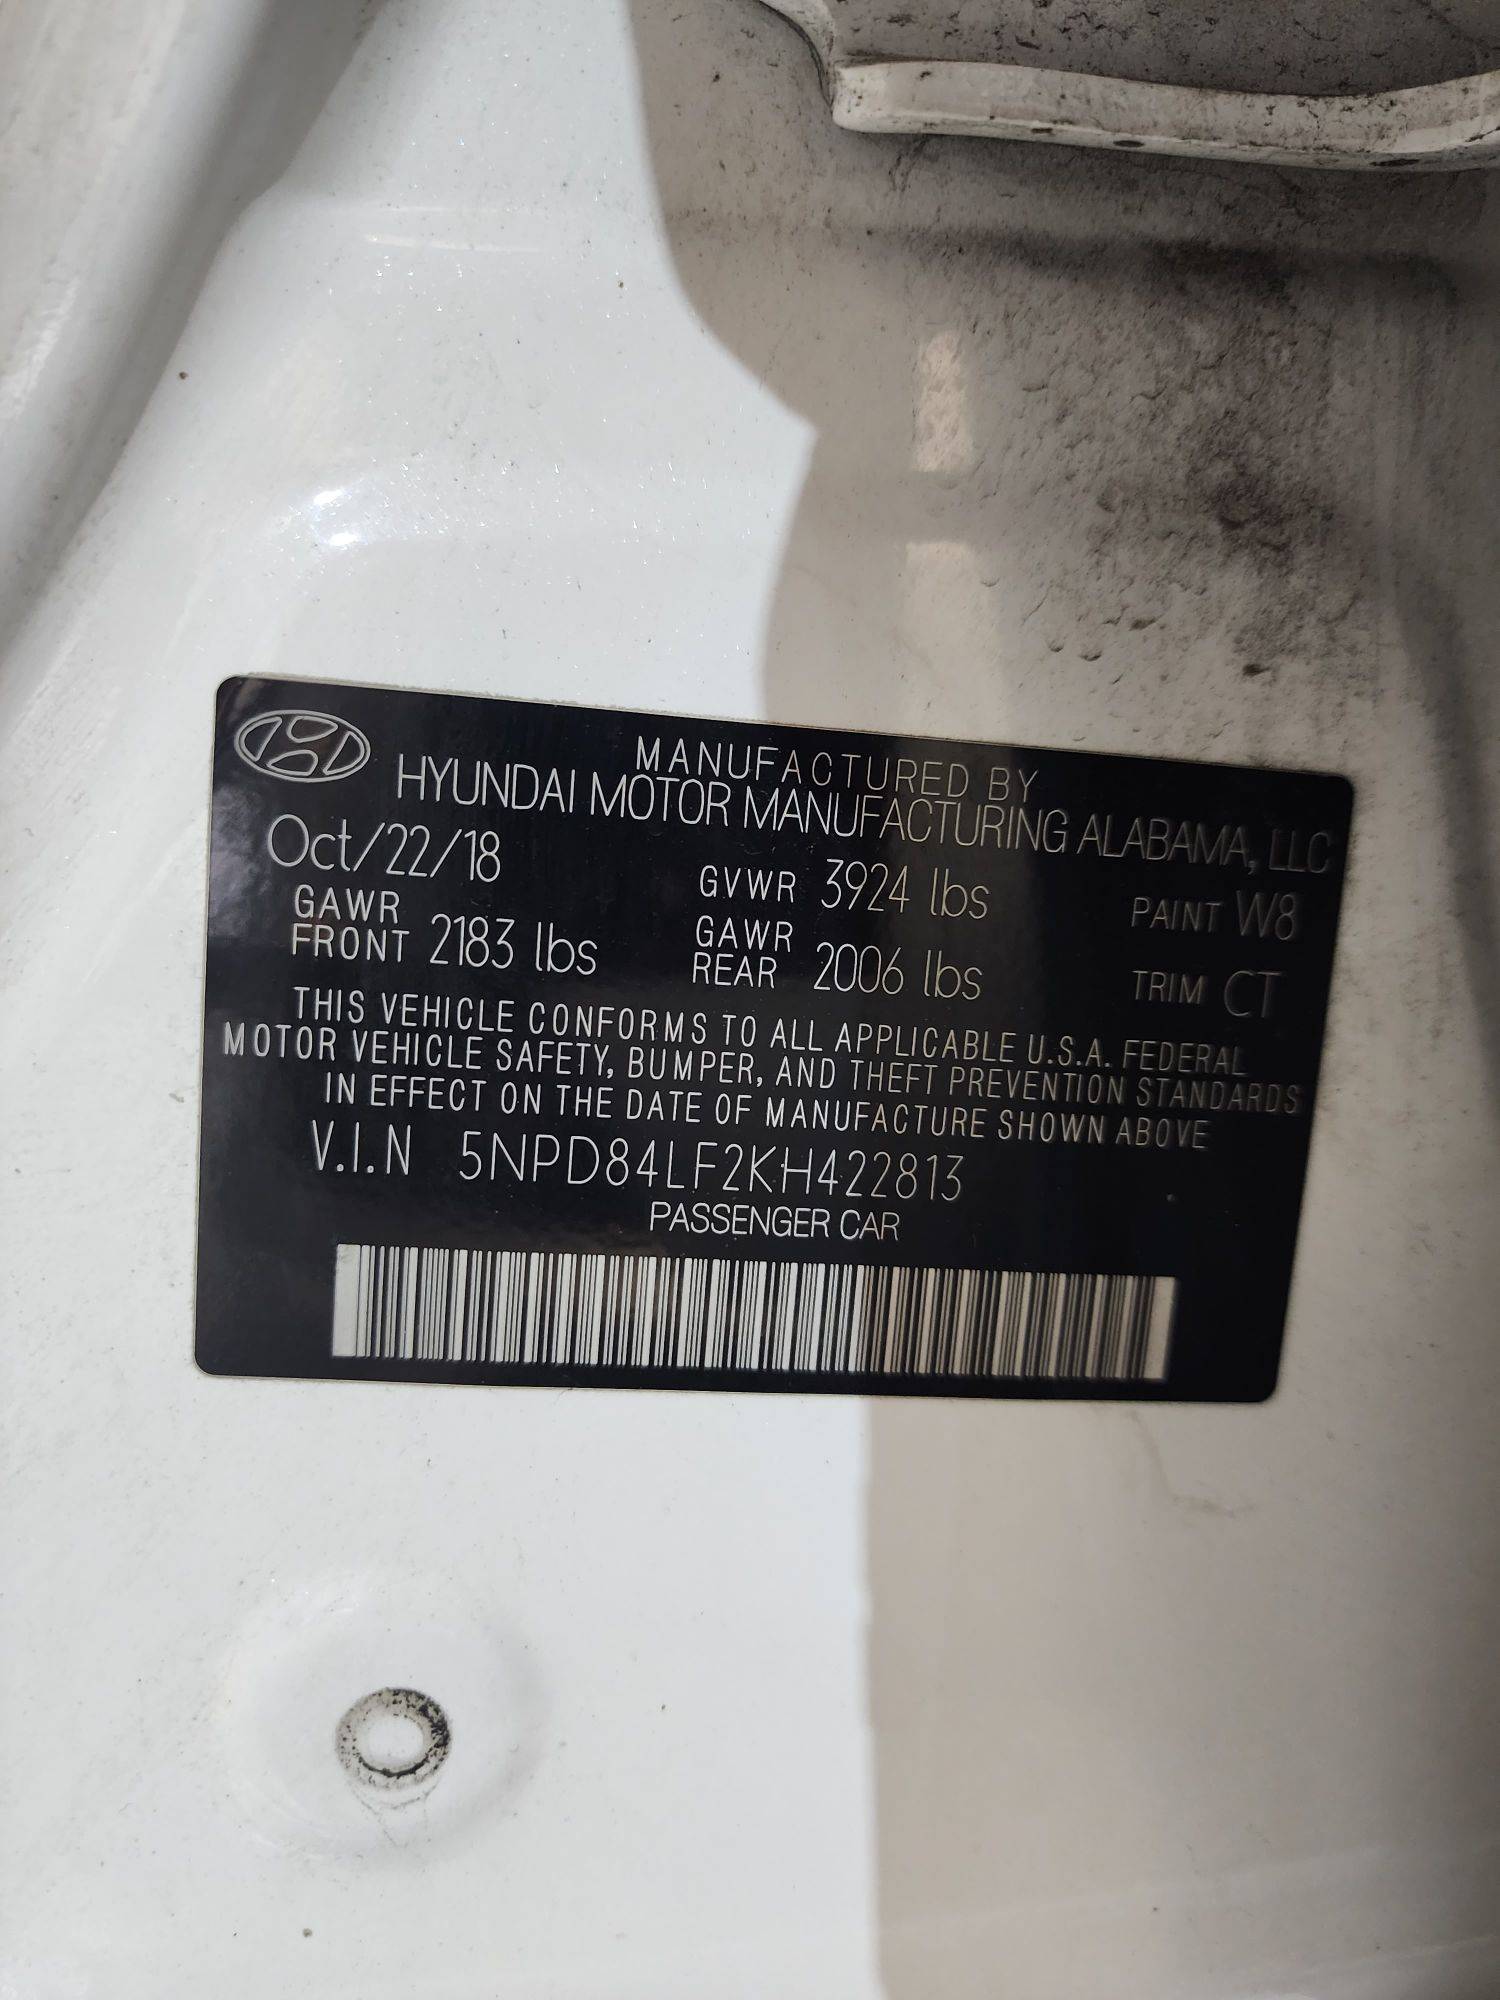 MANUFACTURED BY
HYUNDAI MOTOR MANUFACTURING ALABAMA, LLC
Oct/22/18 GVWR 3924 lbs PAINT W8
GAWR FRONT 2183 lbs GAWR REAR 2006 lbs TRIM CT
THIS VEHICLE CONFORMS TO ALL APPLICABLE U.S.A. FEDERAL
MOTOR VEHICLE SAFETY, BUMPER, AND THEFT PREVENTION STANDARDS
IN EFFECT ON THE DATE OF MANUFACTURE SHOWN ABOVE
V.I.N 5NPD84LF2KH422813
PASSENGER CAR